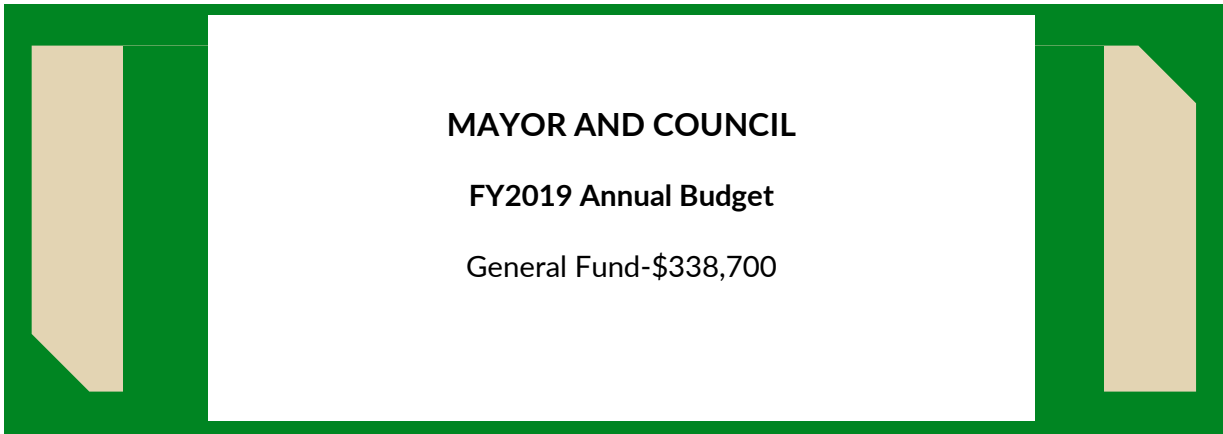 MAYOR AND COUNCIL
FY2019 Annual Budget
General Fund-$338,700